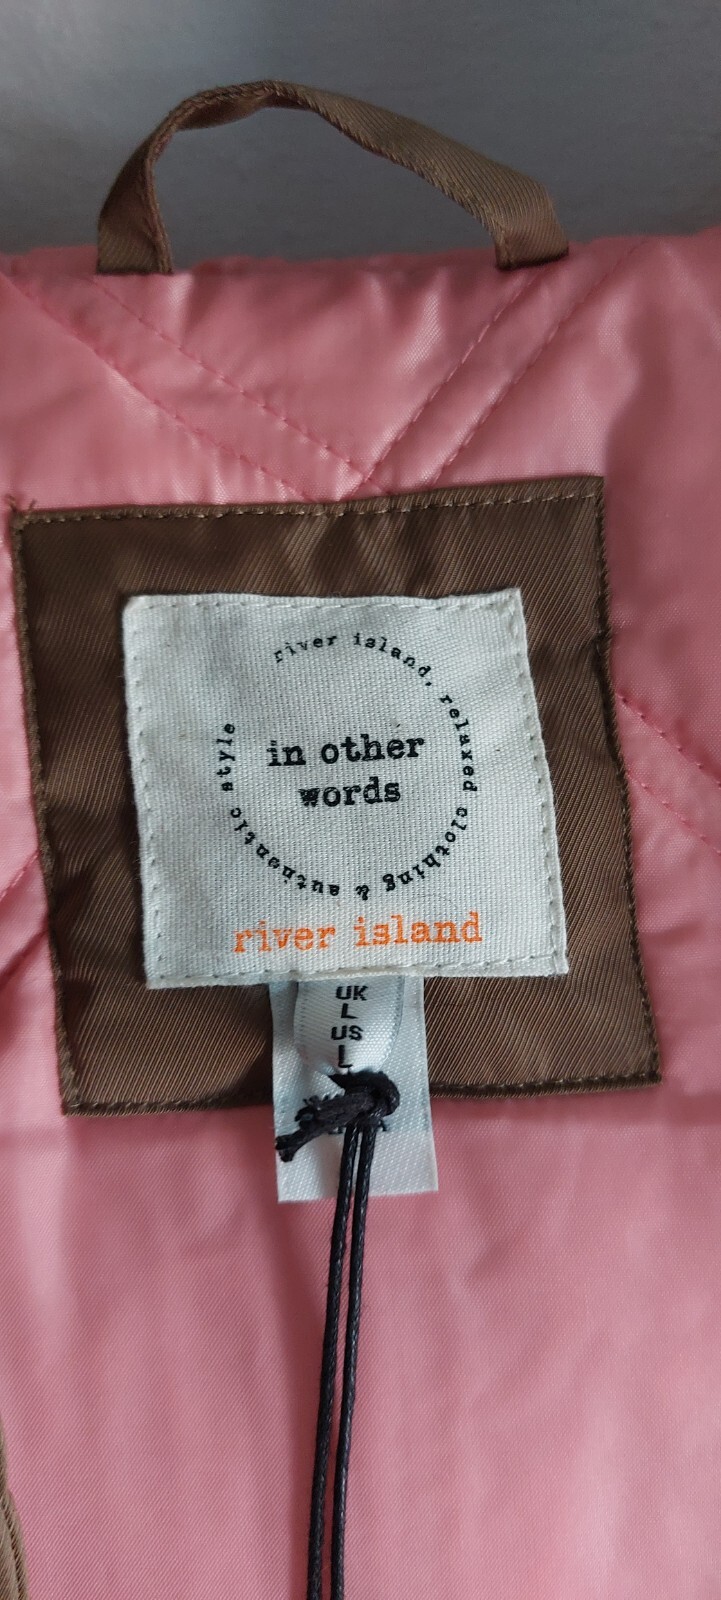 river island, relaxed clothing & authentic style
in other
words
river island
UK
L
US
L